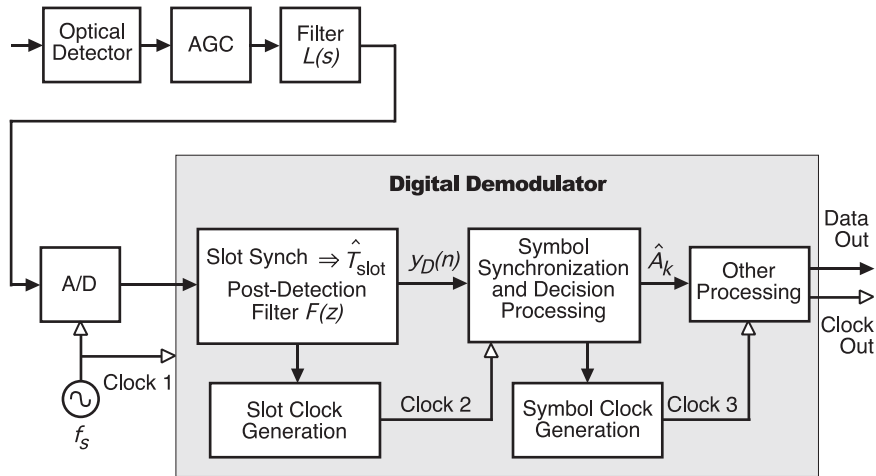 Optical
Detector
AGC
Filter
L(s)
Digital Demodulator
A/D
Slot Synch ⇒ T̂slot
Post-Detection
Filter F(z)
yD(n)
Symbol
Synchronization
and Decision
Processing
Âk
Other
Processing
Data
Out
Clock
Out
Clock 1
fs
Slot Clock
Generation
Clock 2
Symbol Clock
Generation
Clock 3